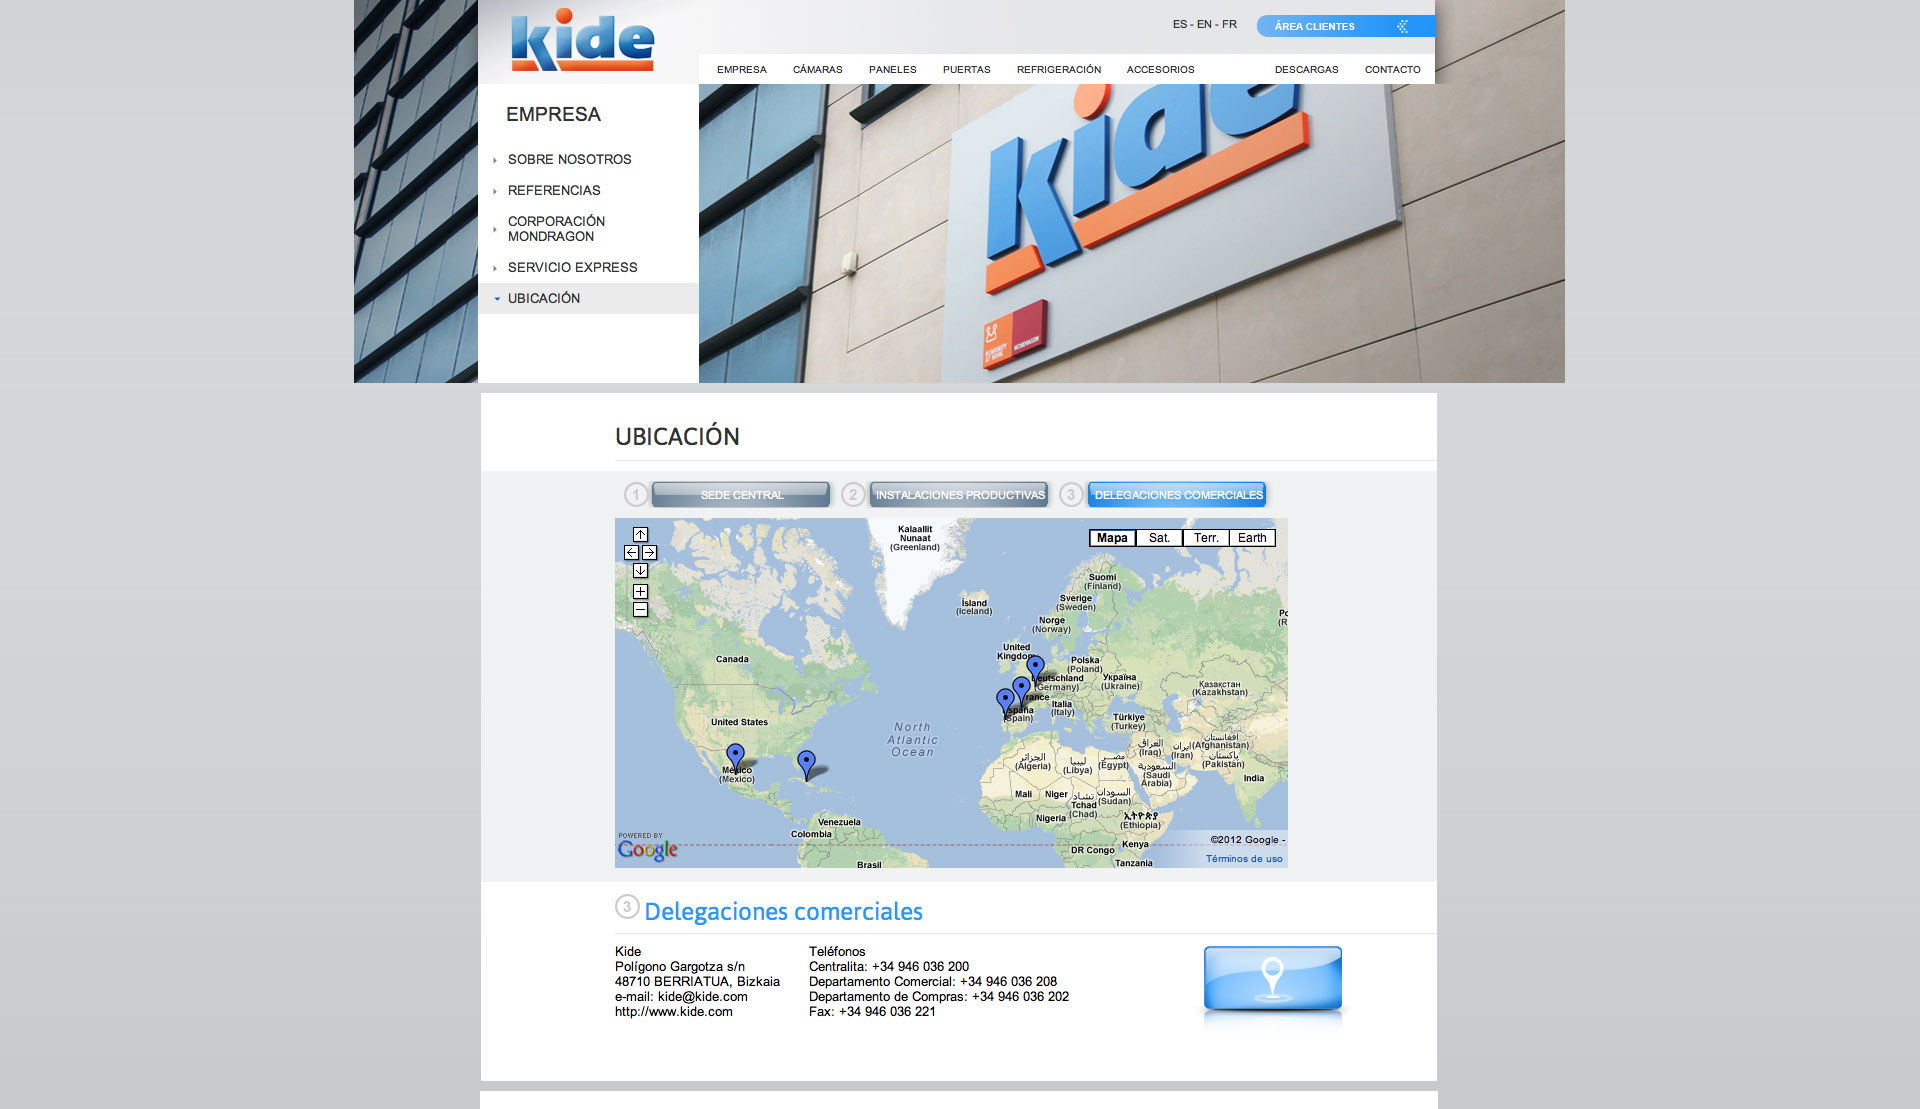 kide
ES - EN - FR
ÁREA CLIENTES
EMPRESA
CÁMARAS
PANELES
PUERTAS
REFRIGERACIÓN
ACCESORIOS
DESCARGAS
CONTACTO
EMPRESA
SOBRE NOSOTROS
REFERENCIAS
CORPORACIÓN
MONDRAGON
SERVICIO EXPRESS
UBICACIÓN
kide
HUMANITY
AT WORK
MONDRAGON
UBICACIÓN
1 SEDE CENTRAL
2 INSTALACIONES PRODUCTIVAS
3 DELEGACIONES COMERCIALES
Mapa
Sat.
Terr.
Earth
Kalaallit
Nunaat
(Greenland)
Suomi
(Finland)
Ísland
(Iceland)
Sverige
(Sweden)
Norge
(Norway)
United
Kingdom
Canada
Polska
(Poland)
Deutschland
(Germany)
Україна
(Ukraine)
Қазақстан
(Kazakhstan)
France
Italia
(Italy)
España
(Spain)
United States
Türkiye
(Turkey)
North
Atlantic
Ocean
العراق
(Iraq)
ایران
(Iran)
افغانستان
(Afghanistan)
پاکستان
(Pakistan)
الجزائر
(Algeria)
ليبيا
(Libya)
مصر
(Egypt)
السعودية
(Saudi
Arabia)
India
México
(Mexico)
Mali
Niger
تشاد
Tchad
(Chad)
السودان
(Sudan)
Nigeria
ኢትዮጵያ
(Ethiopia)
Venezuela
Colombia
DR Congo
Kenya
Tanzania
Brasil
POWERED BY
Google
©2012 Google -
Términos de uso
3 Delegaciones comerciales
Kide
Polígono Gargotza s/n
48710 BERRIATUA, Bizkaia
e-mail: kide@kide.com
http://www.kide.com
Teléfonos
Centralita: +34 946 036 200
Departamento Comercial: +34 946 036 208
Departamento de Compras: +34 946 036 202
Fax: +34 946 036 221